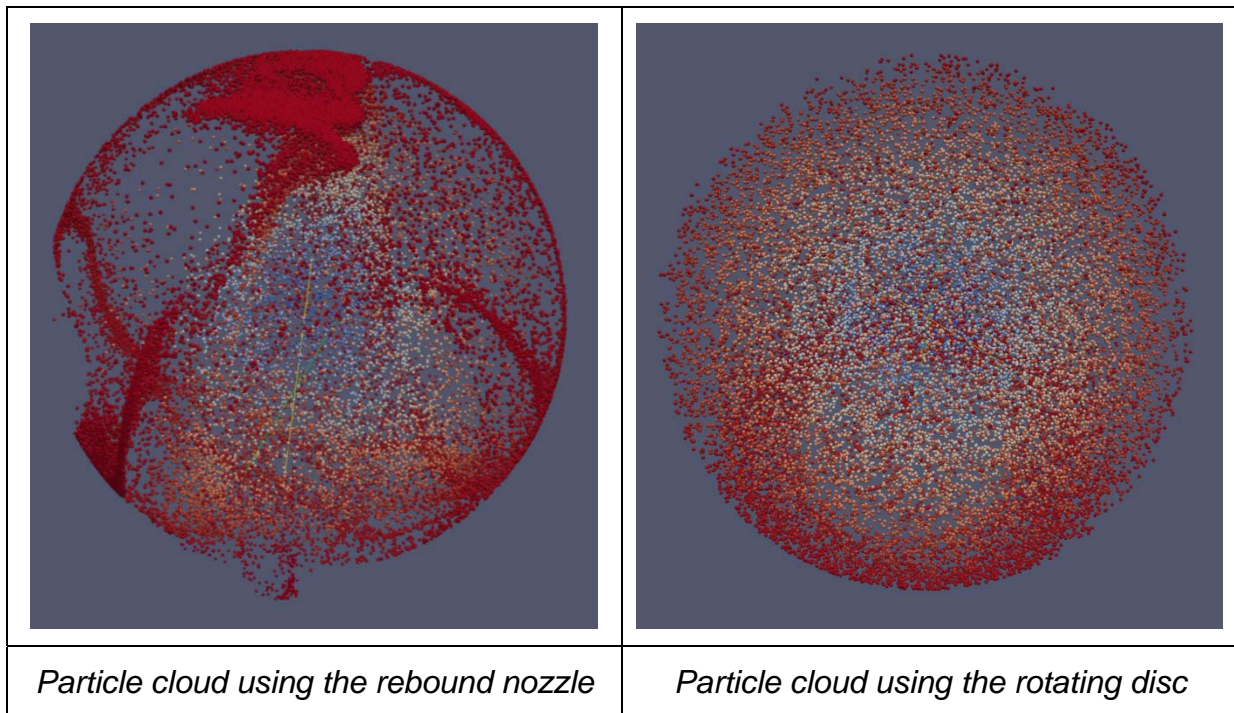 Particle cloud using the rebound nozzle
Particle cloud using the rotating disc